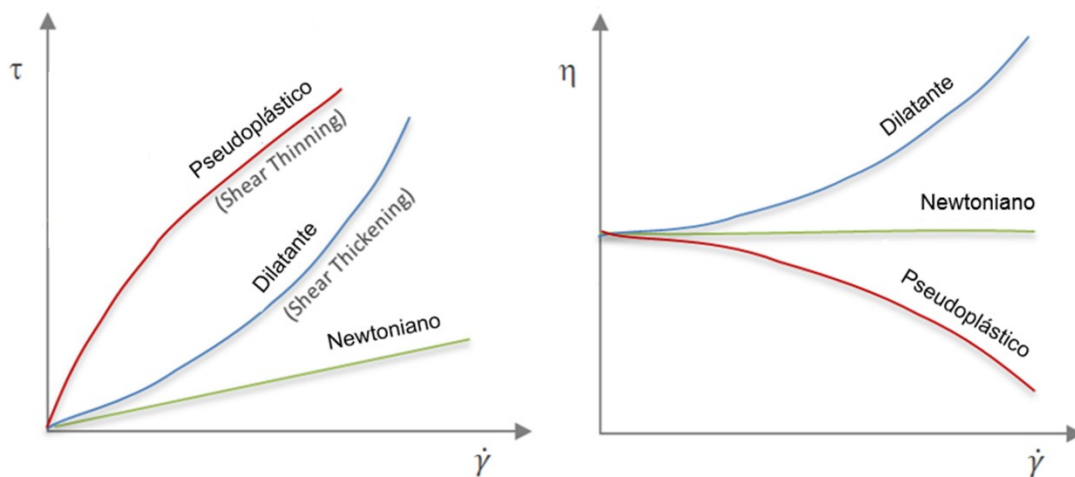 τ
Pseudoplástico
(Shear Thinning)
Dilatante
(Shear Thickening)
Newtoniano
γ̇
η
Dilatante
Newtoniano
Pseudoplástico
γ̇